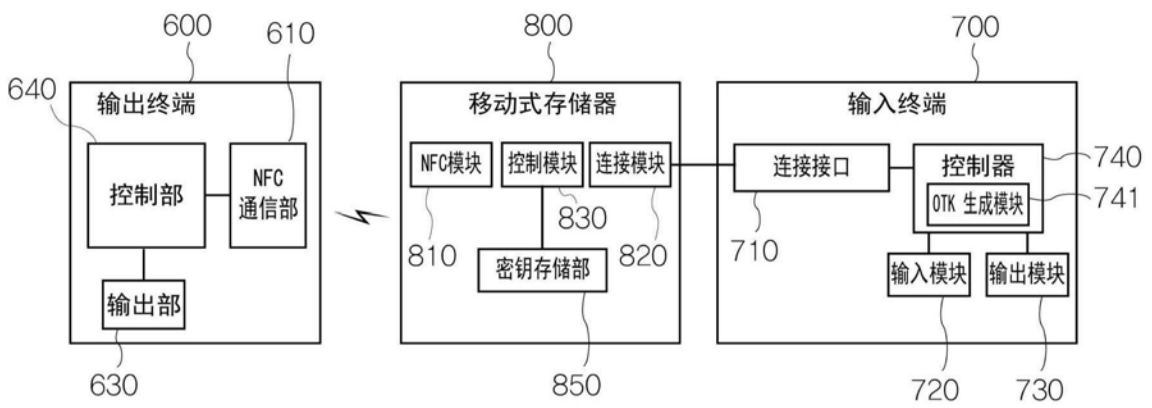 600
610
640
输出终端
控制部
NFC
通信部
输出部
630
800
移动式存储器
NFC模块
控制模块
连接模块
810
830
820
密钥存储部
850
700
输入终端
连接接口
710
控制器
740
OTK 生成模块
741
输入模块
输出模块
720
730